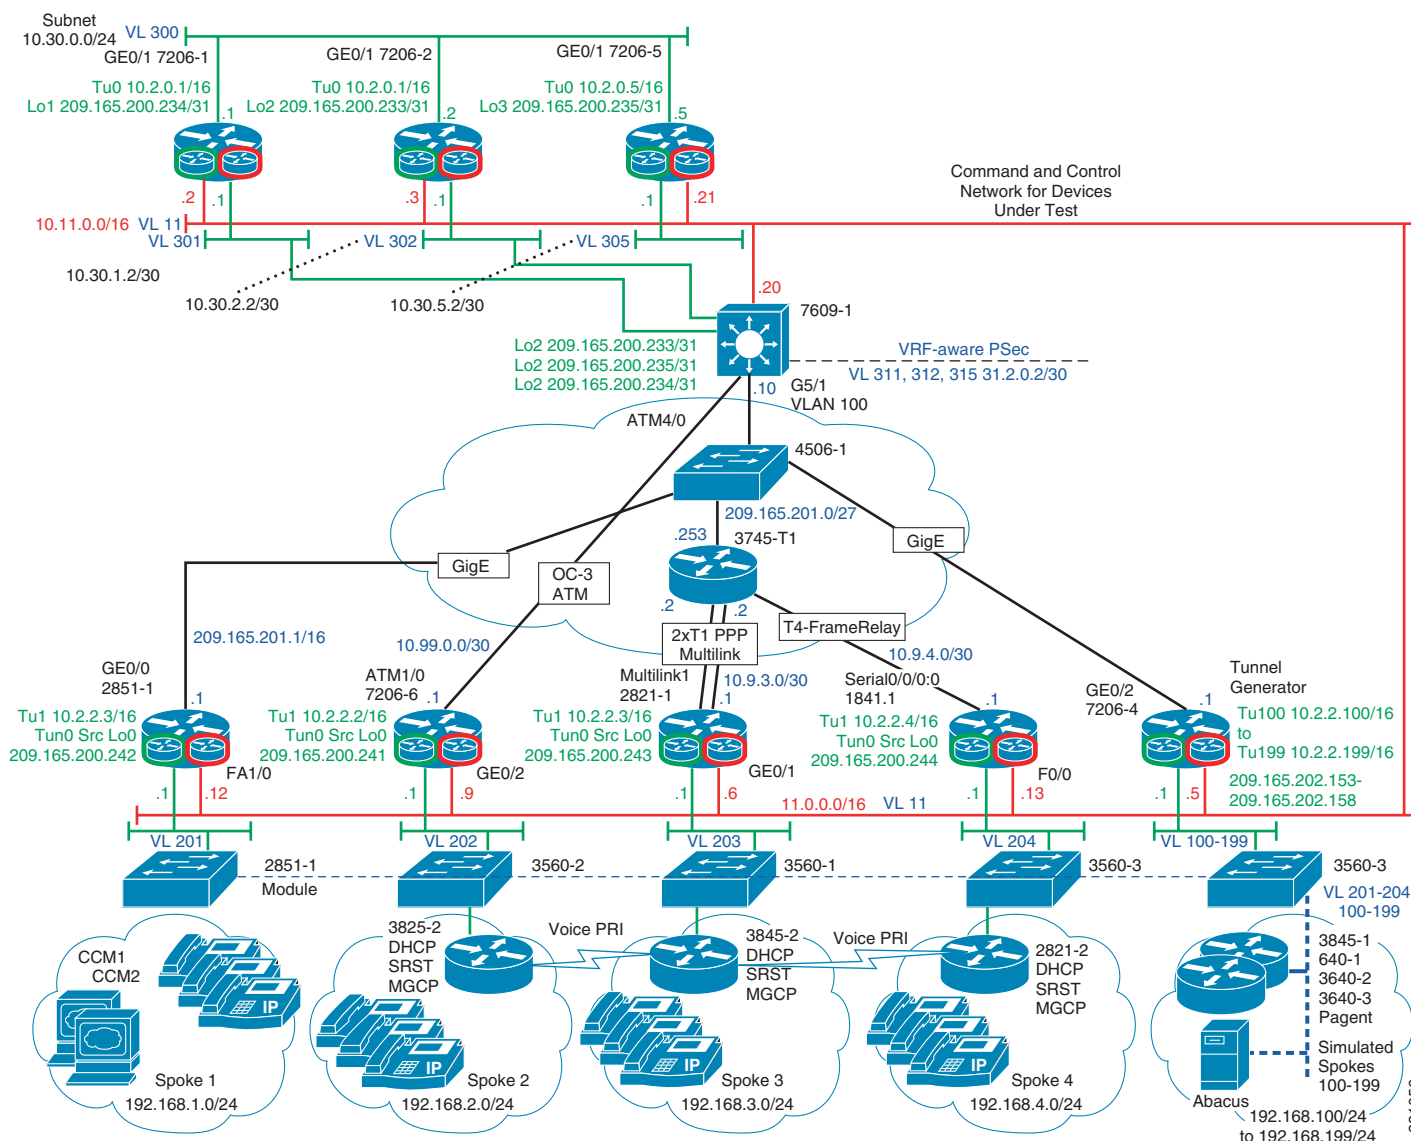 Subnet
10.30.0.0/24
VL 300
GE0/1 7206-1
GE0/1 7206-2
GE0/1 7206-5
Tu0 10.2.0.1/16
Lo1 209.165.200.234/31
Tu0 10.2.0.1/16
Lo2 209.165.200.233/31
Tu0 10.2.0.5/16
Lo3 209.165.200.235/31
.1
.2
.5
Command and Control
Network for Devices
Under Test
.2
.1
.3
.1
.1
.21
10.11.0.0/16
VL 11
VL 301
VL 302
VL 305
10.30.1.2/30
10.30.2.2/30
10.30.5.2/30
.20
7609-1
Lo2 209.165.200.233/31
Lo2 209.165.200.235/31
Lo2 209.165.200.234/31
VRF-aware PSec
VL 311, 312, 315 31.2.0.2/30
.10
G5/1
VLAN 100
ATM4/0
4506-1
209.165.201.0/27
.253
3745-T1
GigE
GigE
OC-3
ATM
.2
.2
2xT1 PPP
Multilink
T4-FrameRelay
209.165.201.1/16
10.99.0.0/30
10.9.3.0/30
10.9.4.0/30
GE0/0
2851-1
ATM1/0
7206-6
Multilink1
2821-1
Serial0/0/0:0
1841.1
GE0/2
7206-4
Tunnel
Generator
.1
.1
.1
.1
.1
Tu1 10.2.2.3/16
Tun0 Src Lo0
209.165.200.242
Tu1 10.2.2.2/16
Tun0 Src Lo0
209.165.200.241
Tu1 10.2.2.3/16
Tun0 Src Lo0
209.165.200.243
Tu1 10.2.2.4/16
Tun0 Src Lo0
209.165.200.244
Tu100 10.2.2.100/16
to
Tu199 10.2.2.199/16
209.165.202.153-
209.165.202.158
FA1/0
GE0/2
GE0/1
F0/0
.1
.12
.1
.9
.1
.6
.1
.13
.1
.5
11.0.0.0/16
VL 11
VL 201
VL 202
VL 203
VL 204
VL 100-199
2851-1
Module
3560-2
3560-1
3560-3
3560-3
VL 201-204
100-199
CCM1
CCM2
IP
Spoke 1
192.168.1.0/24
3825-2
DHCP
SRST
MGCP
Voice PRI
IP
Spoke 2
192.168.2.0/24
3845-2
DHCP
SRST
MGCP
Voice PRI
IP
Spoke 3
192.168.3.0/24
2821-2
DHCP
SRST
MGCP
IP
Spoke 4
192.168.4.0/24
3845-1
640-1
3640-2
3640-3
Pagent
Simulated
Spokes
100-199
Abacus
192.168.100/24
to 192.168.199/24